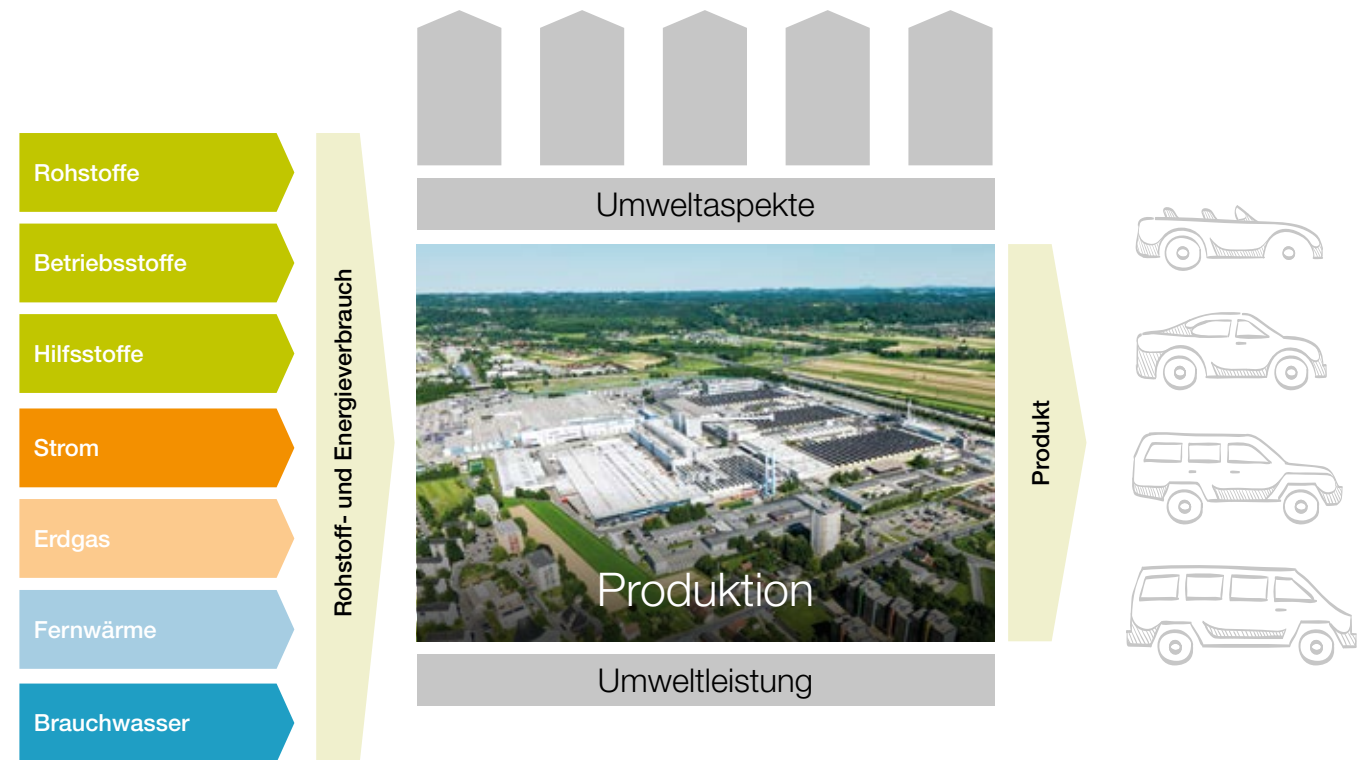 Rohstoffe
Betriebsstoffe
Hilfsstoffe
Strom
Erdgas
Fernwärme
Brauchwasser
Rohstoff- und Energieverbrauch
Umweltaspekte
Produktion
Umweltleistung
Produkt